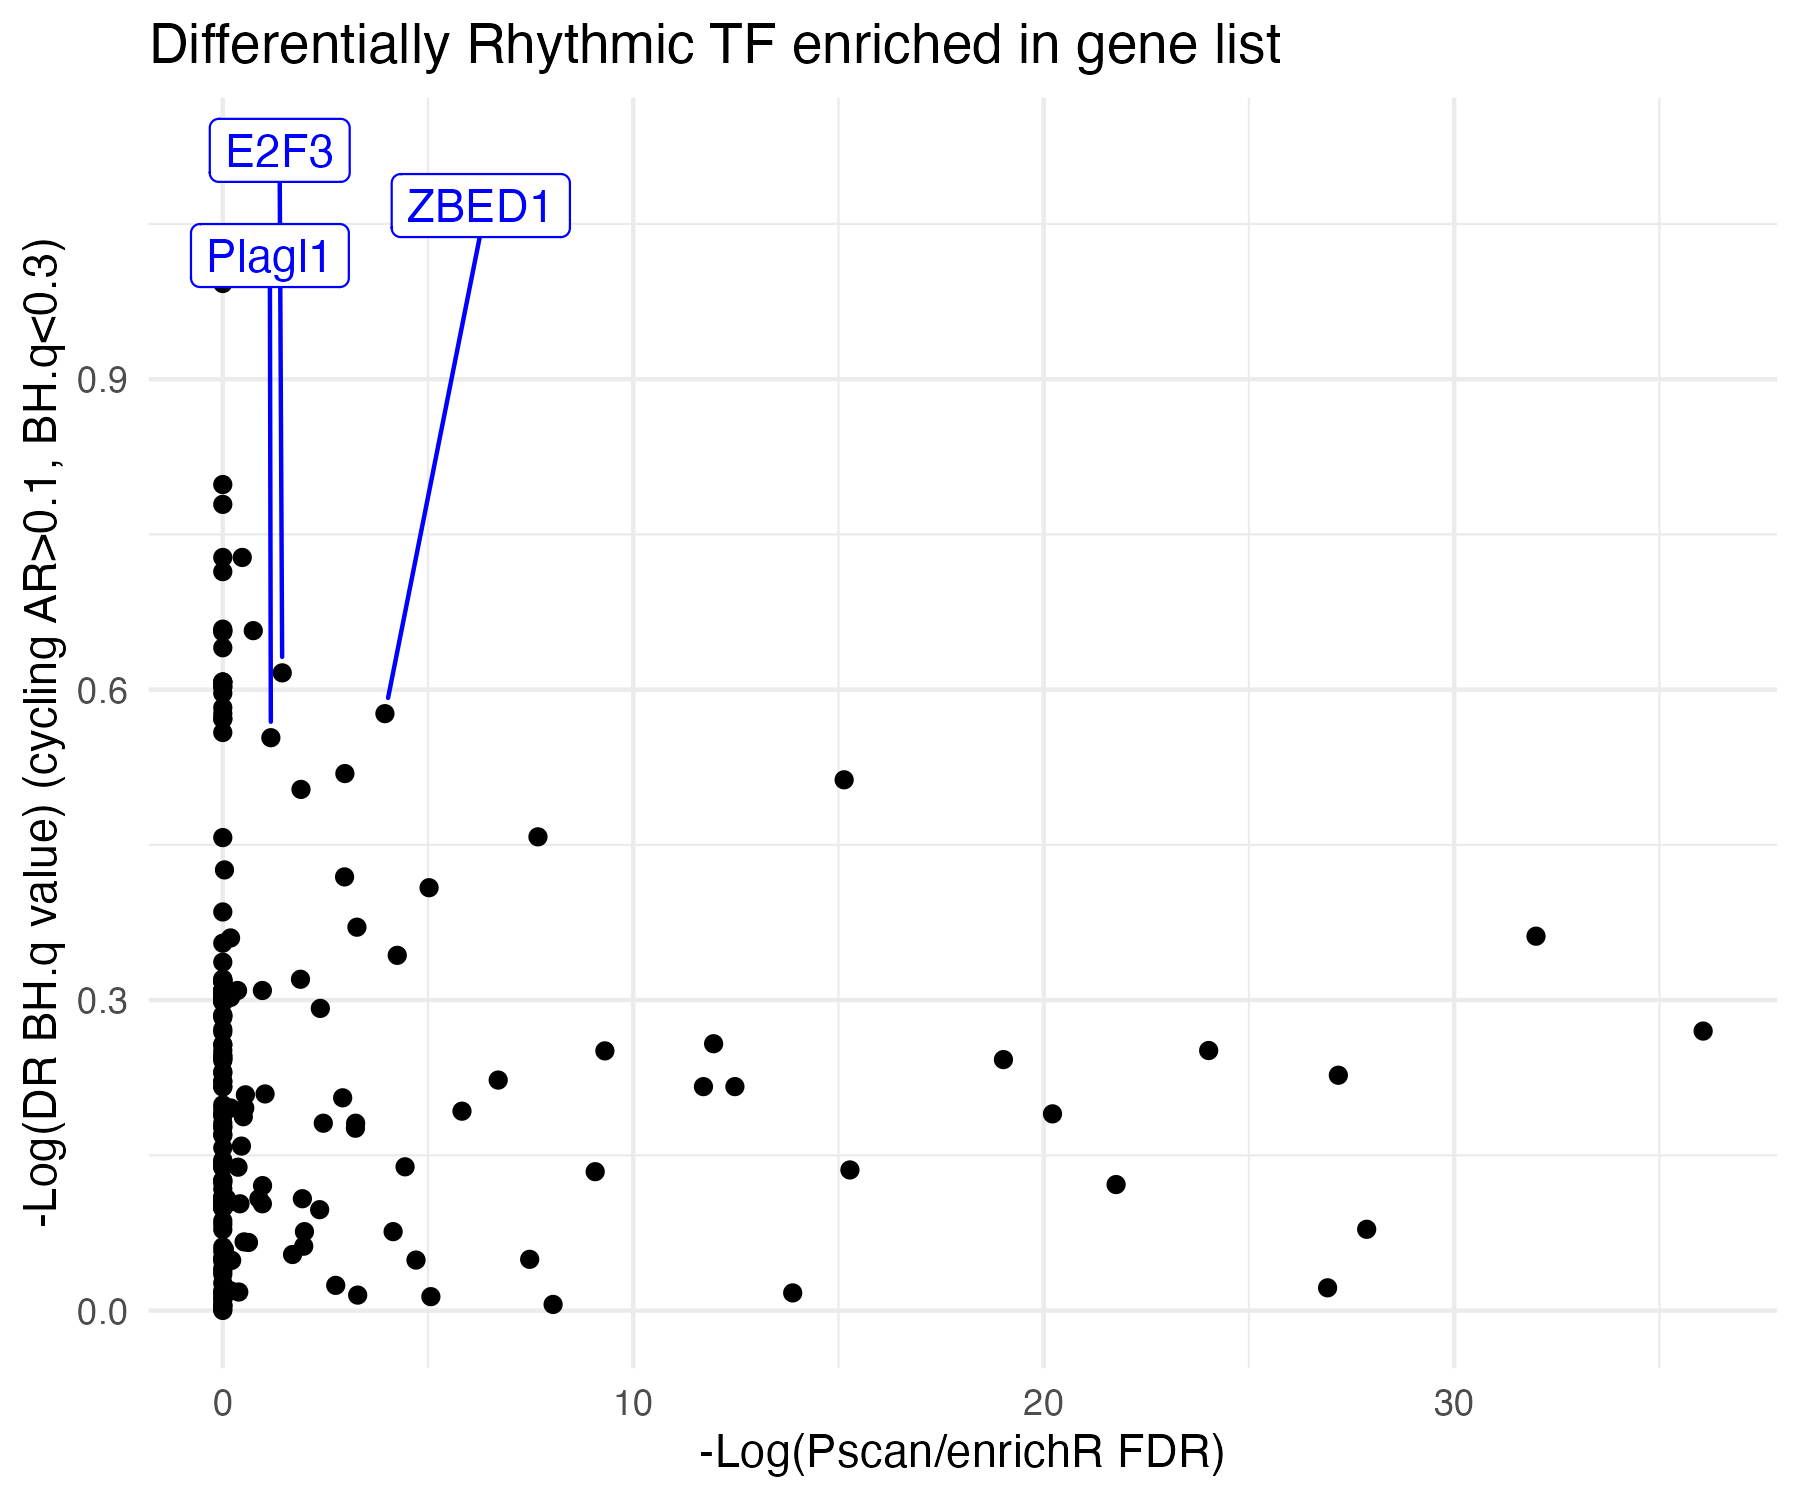 Differentially Rhythmic TF enriched in gene list
E2F3
ZBED1
Plagl1
-Log(DR BH.q value) (cycling AR>0.1, BH.q<0.3)
0.9
0.6
0.3
0.0
0
10
20
30
-Log(Pscan/enrichR FDR)